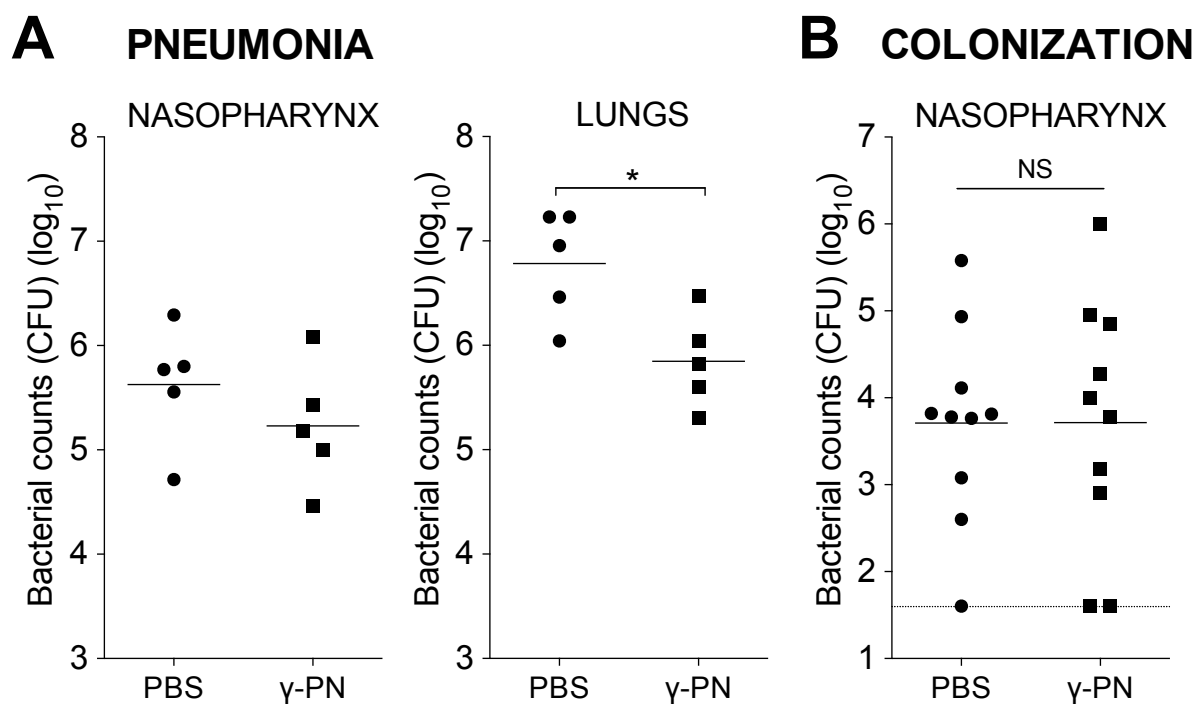 A PNEUMONIA
NASOPHARYNX
Bacterial counts (CFU) (log10)
8
7
6
5
4
3
PBS γ-PN
LUNGS
*
Bacterial counts (CFU) (log10)
8
7
6
5
4
3
PBS γ-PN
B COLONIZATION
NASOPHARYNX
NS
Bacterial counts (CFU) (log10)
7
6
5
4
3
2
1
PBS γ-PN